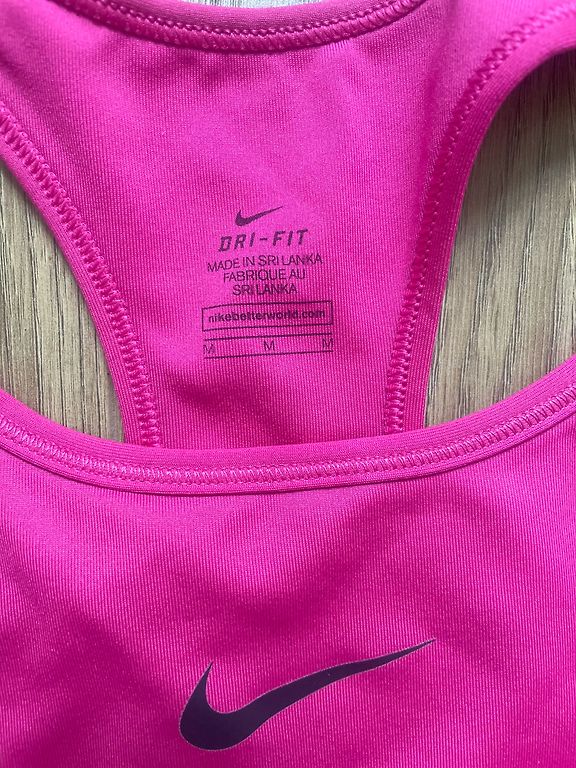 DRI-FIT
MADE IN SRI LANKA
FABRIQUE AU
SRI LANKA
nikebetterworld.com
M M M